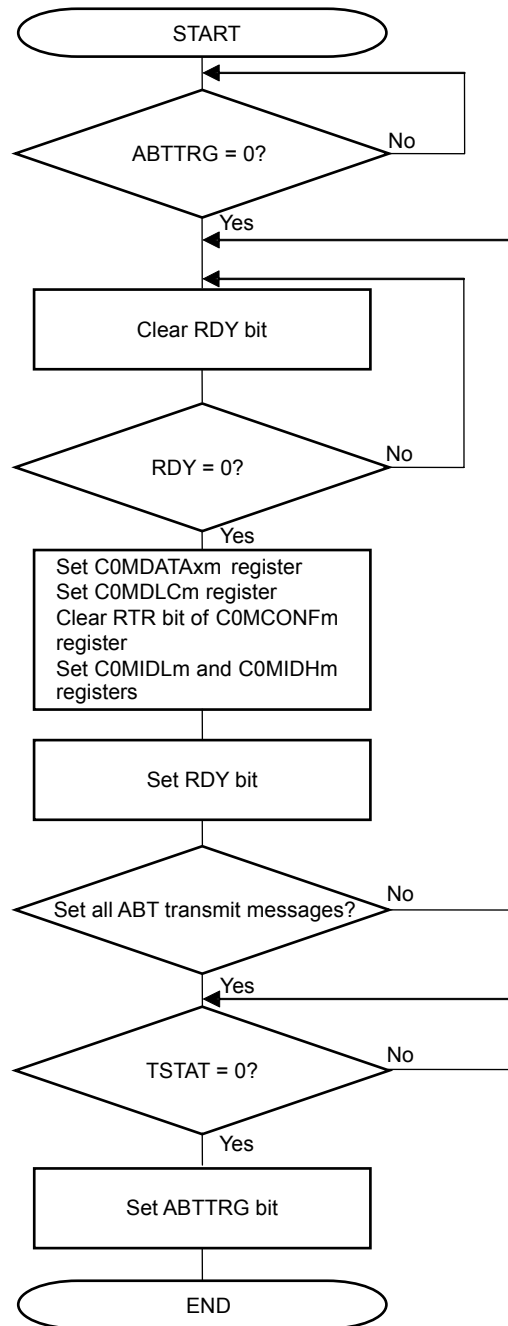 START
ABTTRG = 0?
No
Yes
Clear RDY bit
RDY = 0?
No
Yes
Set C0MDATAxm register
Set C0MDLCm register
Clear RTR bit of C0MCONFm
register
Set C0MIDLm and C0MIDHm
registers
Set RDY bit
Set all ABT transmit messages?
No
Yes
TSTAT = 0?
No
Yes
Set ABTTRG bit
END